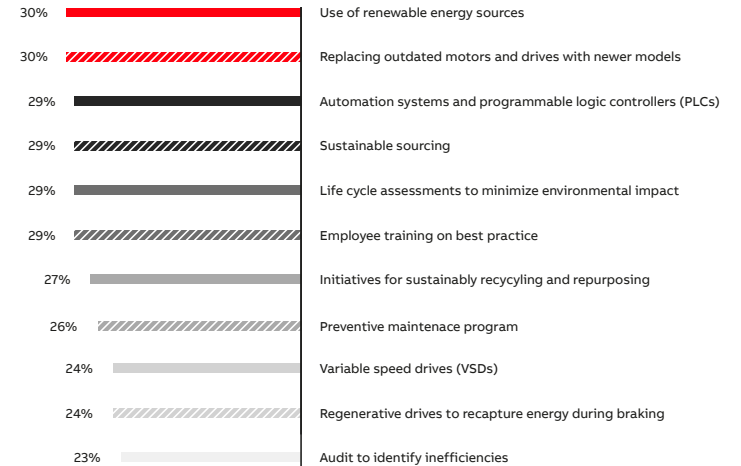 30% Use of renewable energy sources
30% Replacing outdated motors and drives with newer models
29% Automation systems and programmable logic controllers (PLCs)
29% Sustainable sourcing
29% Life cycle assessments to minimize environmental impact
29% Employee training on best practice
27% Initiatives for sustainably recycyling and repurposing
26% Preventive maintenace program
24% Variable speed drives (VSDs)
24% Regenerative drives to recapture energy during braking
23% Audit to identify inefficiencies